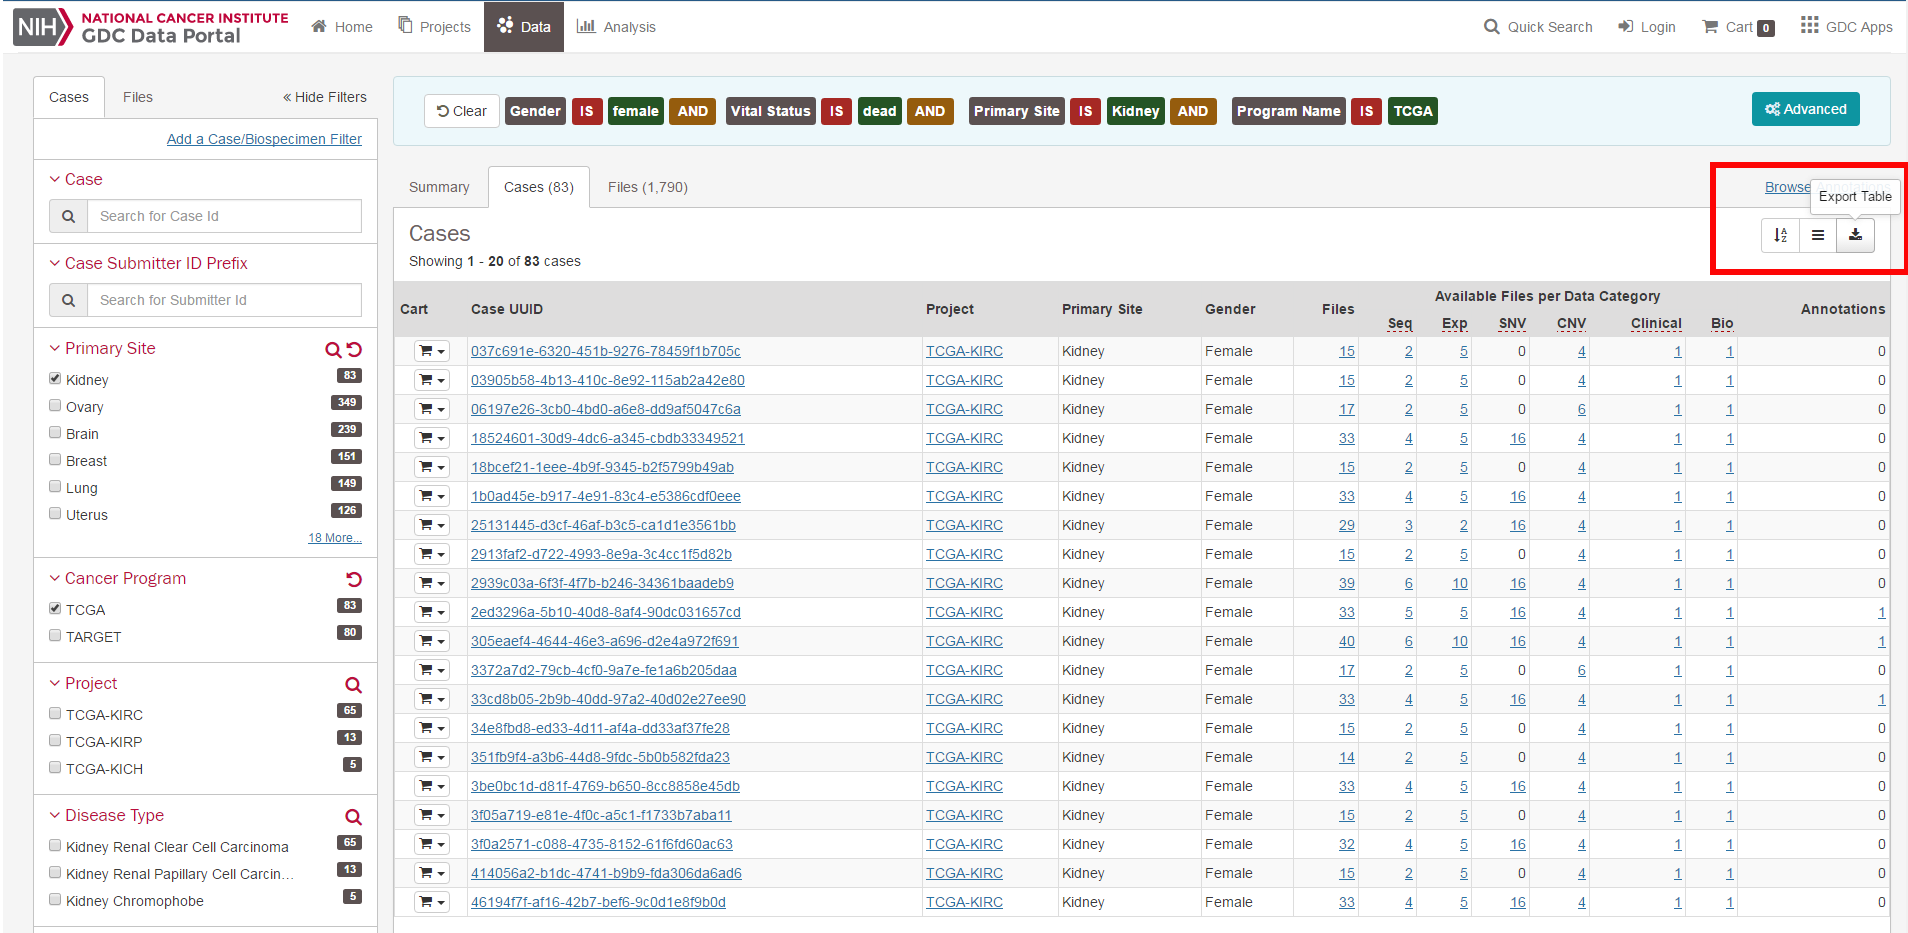 NIH NATIONAL CANCER INSTITUTE
GDC Data Portal
Home Projects Data Analysis Quick Search Login Cart 0 GDC Apps
Cases Files « Hide Filters
Add a Case/Biospecimen Filter
Case
Search for Case Id
Case Submitter ID Prefix
Search for Submitter Id
Primary Site
Kidney 83
Ovary 349
Brain 239
Breast 151
Lung 149
Uterus 126
18 More...
Cancer Program
TCGA 83
TARGET 80
Project
TCGA-KIRC 65
TCGA-KIRP 13
TCGA-KICH 5
Disease Type
Kidney Renal Clear Cell Carcinoma 65
Kidney Renal Papillary Cell Carcin... 13
Kidney Chromophobe 5
Clear Gender IS female AND Vital Status IS dead AND Primary Site IS Kidney AND Program Name IS TCGA Advanced
Summary Cases (83) Files (1,790) Browse
Export Table
Cases
Showing 1 - 20 of 83 cases
Cart Case UUID Project Primary Site Gender Files Available Files per Data Category Annotations
Seq Exp SNV CNV Clinical Bio
037c691e-6320-451b-9276-78459f1b705c TCGA-KIRC Kidney Female 15 2 5 0 4 1 1 0
03905b58-4b13-410c-8e92-115ab2a42e80 TCGA-KIRC Kidney Female 15 2 5 0 4 1 1 0
06197e26-3cb0-4bd0-a6e8-dd9af5047c6a TCGA-KIRC Kidney Female 17 2 5 0 6 1 1 0
18524601-30d9-4dc6-a345-cbdb33349521 TCGA-KIRC Kidney Female 33 4 5 16 4 1 1 0
18bcef21-1eee-4b9f-9345-b2f5799b49ab TCGA-KIRC Kidney Female 15 2 5 0 4 1 1 0
1b0ad45e-b917-4e91-83c4-e5386cdf0eee TCGA-KIRC Kidney Female 33 4 5 16 4 1 1 0
25131445-d3cf-46af-b3c5-ca1d1e3561bb TCGA-KIRC Kidney Female 29 3 2 16 4 1 1 0
2913faf2-d722-4993-8e9a-3c4cc1f5d82b TCGA-KIRC Kidney Female 15 2 5 0 4 1 1 0
2939c03a-6f3f-4f7b-b246-34361baadeb9 TCGA-KIRC Kidney Female 39 6 10 16 4 1 1 0
2ed3296a-5b10-40d8-8af4-90dc031657cd TCGA-KIRC Kidney Female 33 5 5 16 4 1 1 1
305eaef4-4644-46e3-a696-d2e4a972f691 TCGA-KIRC Kidney Female 40 6 10 16 4 1 1 1
3372a7d2-79cb-4cf0-9a7e-fe1a6b205daa TCGA-KIRC Kidney Female 17 2 5 0 6 1 1 0
33cd8b05-2b9b-40dd-97a2-40d02e27ee90 TCGA-KIRC Kidney Female 33 4 5 16 4 1 1 1
34e8fbd8-ed33-4d11-af4a-dd33af37fe28 TCGA-KIRC Kidney Female 15 2 5 0 4 1 1 0
351fb9f4-a3b6-44d8-9fdc-5b0b582fda23 TCGA-KIRC Kidney Female 14 2 5 0 4 1 1 0
3be0bc1d-d81f-4769-b650-8cc8858e45db TCGA-KIRC Kidney Female 33 4 5 16 4 1 1 0
3f05a719-e81e-4f0c-a5c1-f1733b7aba11 TCGA-KIRC Kidney Female 15 2 5 0 4 1 1 0
3f0a2571-c088-4735-8152-61f6fd60ac63 TCGA-KIRC Kidney Female 32 4 5 16 4 1 1 0
414056a2-b1dc-4741-b9b9-fda306da6ad6 TCGA-KIRC Kidney Female 15 2 5 0 4 1 1 0
46194f7f-af16-42b7-bef6-9c0d1e8f9b0d TCGA-KIRC Kidney Female 33 4 5 16 4 1 1 0